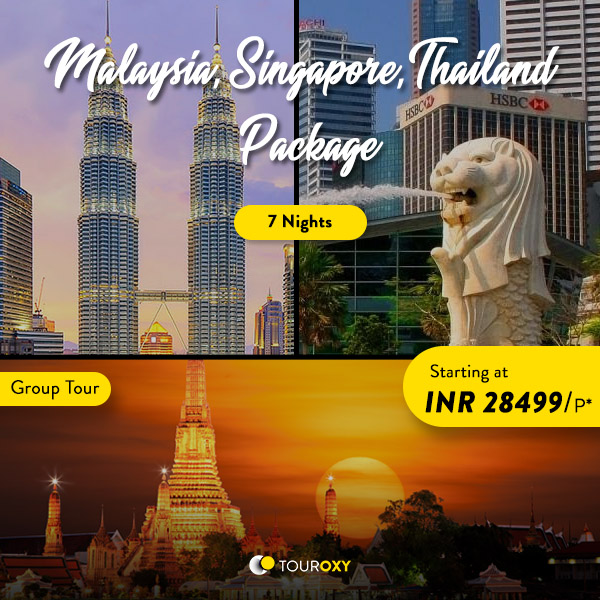 Malaysia, Singapore, Thailand
Package
HSBC
HSBC
7 Nights
Group Tour
Starting at
INR 28499/P*
TOUROXY